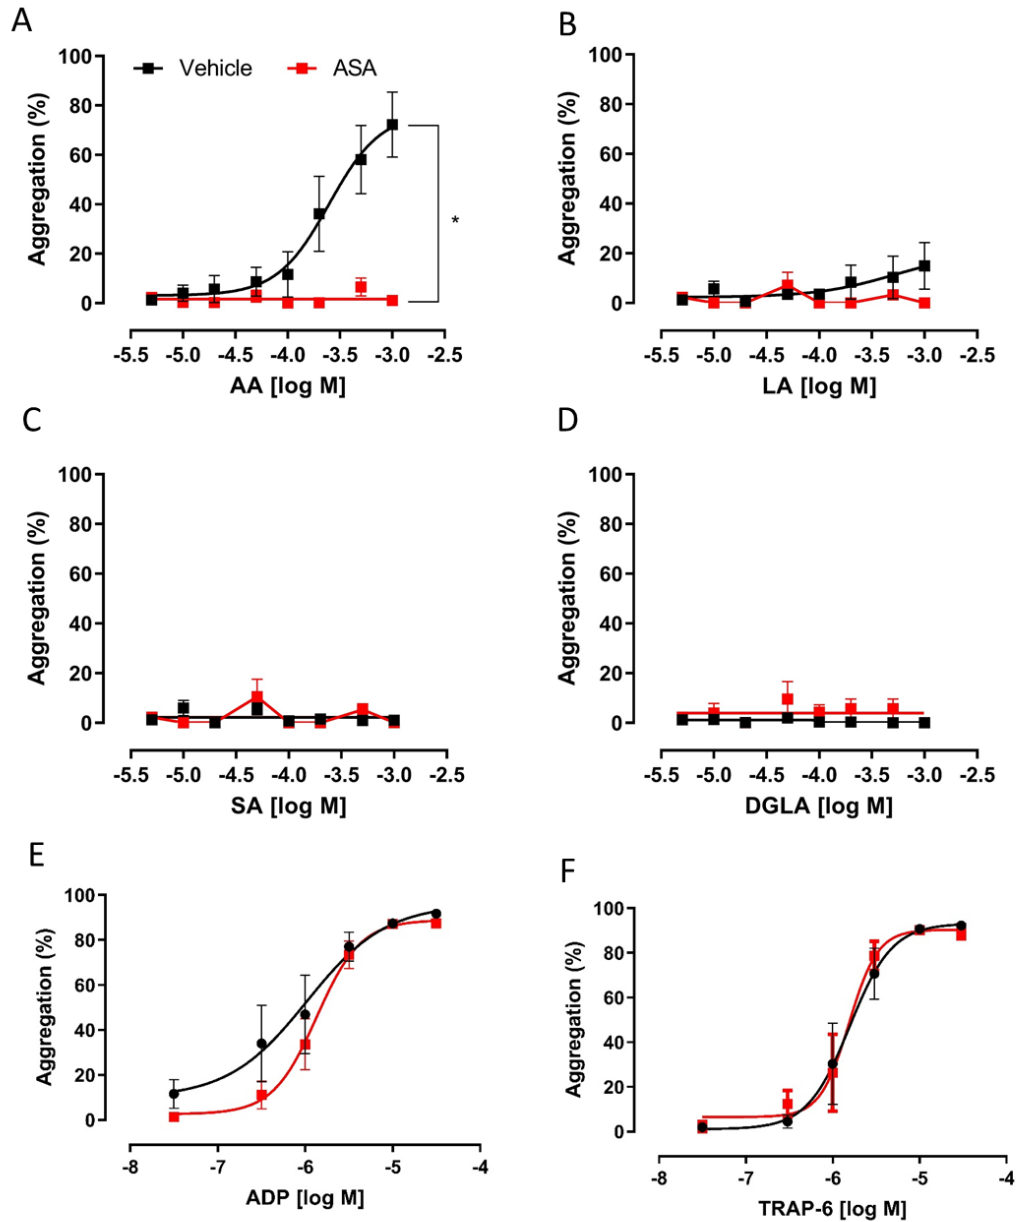 A
Aggregation (%)
100
80
60
40
20
0
Vehicle
ASA
*
-5.5 -5.0 -4.5 -4.0 -3.5 -3.0 -2.5
AA [log M]
B
Aggregation (%)
100
80
60
40
20
0
-5.5 -5.0 -4.5 -4.0 -3.5 -3.0 -2.5
LA [log M]
C
Aggregation (%)
100
80
60
40
20
0
-5.5 -5.0 -4.5 -4.0 -3.5 -3.0 -2.5
SA [log M]
D
Aggregation (%)
100
80
60
40
20
0
-5.5 -5.0 -4.5 -4.0 -3.5 -3.0 -2.5
DGLA [log M]
E
Aggregation (%)
100
80
60
40
20
0
-8 -7 -6 -5 -4
ADP [log M]
F
Aggregation (%)
100
80
60
40
20
0
-8 -7 -6 -5 -4
TRAP-6 [log M]